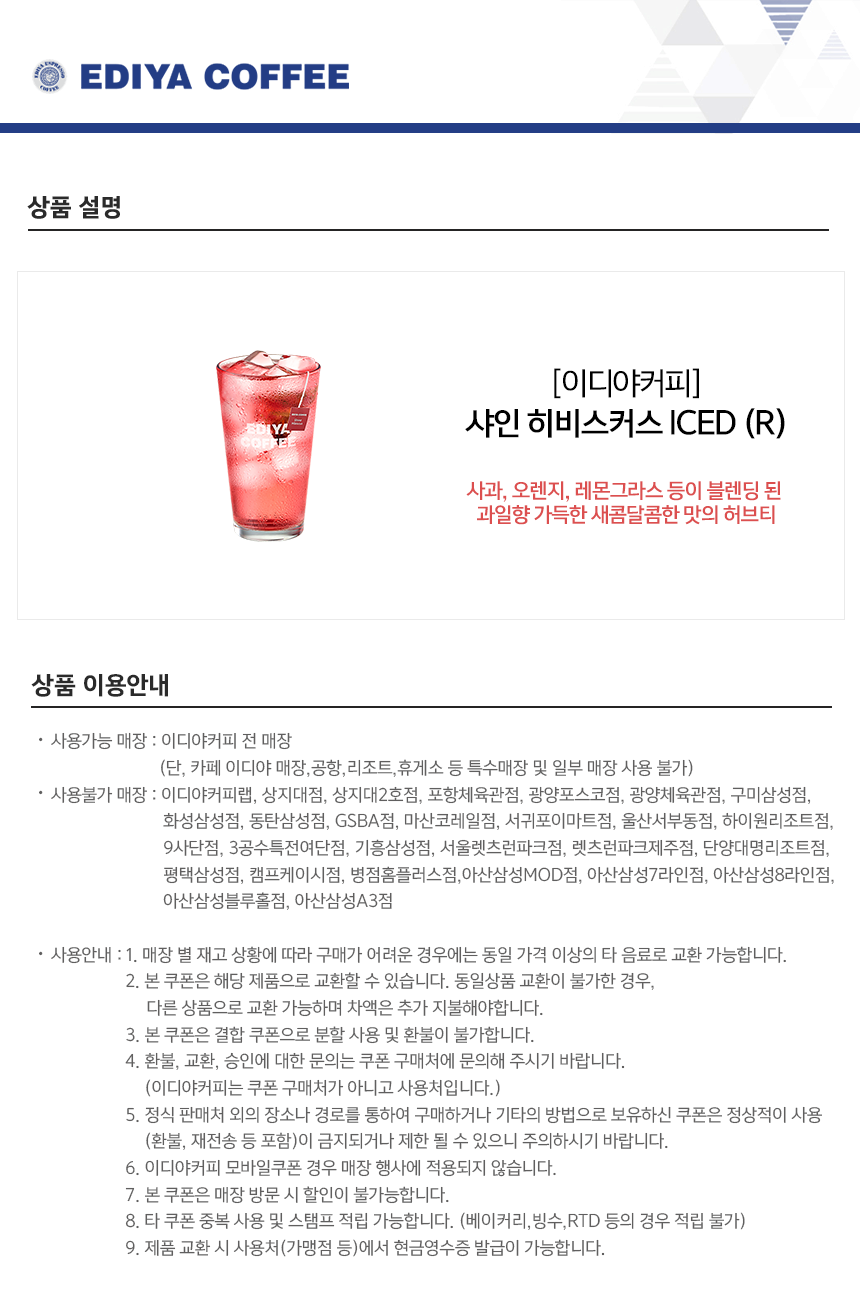 EDIYA ESPRESSO COFFEE
EDIYA COFFEE
상품 설명
EDIYA
COFFEE
[이디야커피]
샤인 히비스커스 ICED (R)
사과, 오렌지, 레몬그라스 등이 블렌딩 된
과일향 가득한 새콤달콤한 맛의 허브티
상품 이용안내
· 사용가능 매장 : 이디야커피 전 매장
(단, 카페 이디야 매장,공항,리조트,휴게소 등 특수매장 및 일부 매장 사용 불가)
· 사용불가 매장 : 이디야커피랩, 상지대점, 상지대2호점, 포항체육관점, 광양포스코점, 광양체육관점, 구미삼성점,
화성삼성점, 동탄삼성점, GSBA점, 마산코레일점, 서귀포이마트점, 울산서부동점, 하이원리조트점,
9사단점, 3공수특전여단점, 기흥삼성점, 서울렛츠런파크점, 렛츠런파크제주점, 단양대명리조트점,
평택삼성점, 캠프케이시점, 병점홈플러스점,아산삼성MOD점, 아산삼성7라인점, 아산삼성8라인점,
아산삼성블루홀점, 아산삼성A3점
· 사용안내 : 1. 매장 별 재고 상황에 따라 구매가 어려운 경우에는 동일 가격 이상의 타 음료로 교환 가능합니다.
2. 본 쿠폰은 해당 제품으로 교환할 수 있습니다. 동일상품 교환이 불가한 경우,
다른 상품으로 교환 가능하며 차액은 추가 지불해야합니다.
3. 본 쿠폰은 결합 쿠폰으로 분할 사용 및 환불이 불가합니다.
4. 환불, 교환, 승인에 대한 문의는 쿠폰 구매처에 문의해 주시기 바랍니다.
(이디야커피는 쿠폰 구매처가 아니고 사용처입니다.)
5. 정식 판매처 외의 장소나 경로를 통하여 구매하거나 기타의 방법으로 보유하신 쿠폰은 정상적이 사용
(환불, 재전송 등 포함)이 금지되거나 제한 될 수 있으니 주의하시기 바랍니다.
6. 이디야커피 모바일쿠폰 경우 매장 행사에 적용되지 않습니다.
7. 본 쿠폰은 매장 방문 시 할인이 불가능합니다.
8. 타 쿠폰 중복 사용 및 스탬프 적립 가능합니다. (베이커리,빙수,RTD 등의 경우 적립 불가)
9. 제품 교환 시 사용처(가맹점 등)에서 현금영수증 발급이 가능합니다.